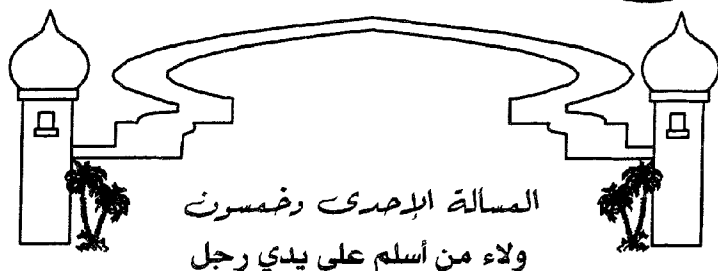 المسألة الإحدى وخمسون
ولاء من أسلم على يدي رجل